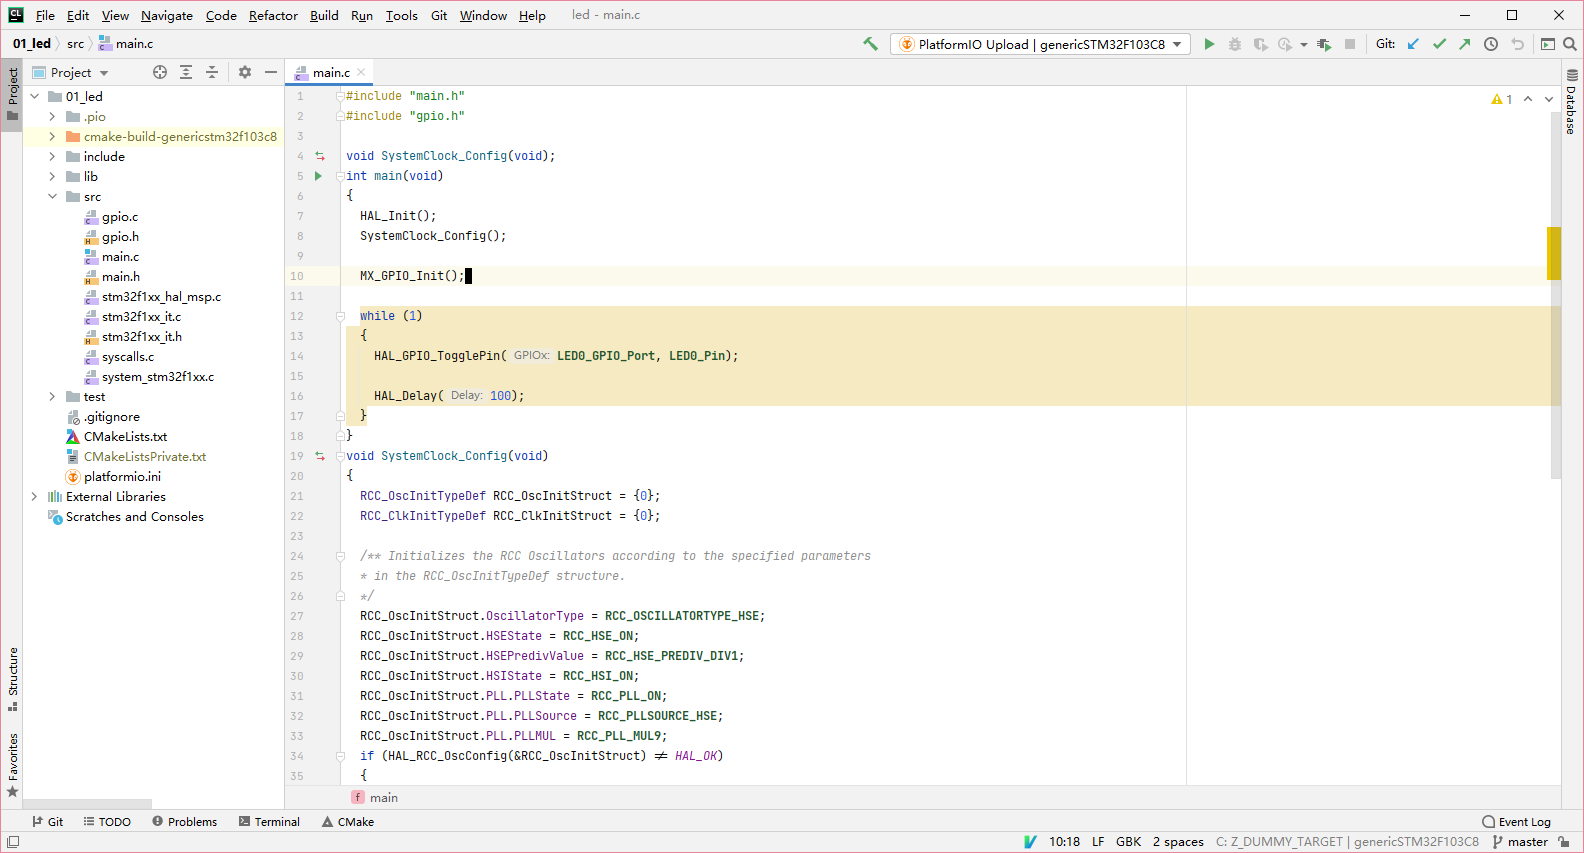 CL File Edit View Navigate Code Refactor Build Run Tools Git Window Help led - main.c
01_led src main.c PlatformIO Upload | genericSTM32F103C8 Git:
Project
Project
main.c
Database
1
01_led
.pio
cmake-build-genericstm32f103c8
include
lib
src
gpio.c
gpio.h
main.c
main.h
stm32f1xx_hal_msp.c
stm32f1xx_it.c
stm32f1xx_it.h
syscalls.c
system_stm32f1xx.c
test
.gitignore
CMakeLists.txt
CMakeListsPrivate.txt
platformio.ini
External Libraries
Scratches and Consoles
Structure
Favorites
1 #include "main.h"
2 #include "gpio.h"
3
4 void SystemClock_Config(void);
5 int main(void)
6 {
7 HAL_Init();
8 SystemClock_Config();
9
10 MX_GPIO_Init();
11
12 while (1)
13 {
14 HAL_GPIO_TogglePin( GPIOx: LED0_GPIO_Port, LED0_Pin);
15
16 HAL_Delay( Delay: 100);
17 }
18 }
19 void SystemClock_Config(void)
20 {
21 RCC_OscInitTypeDef RCC_OscInitStruct = {0};
22 RCC_ClkInitTypeDef RCC_ClkInitStruct = {0};
23
24 /** Initializes the RCC Oscillators according to the specified parameters
25 * in the RCC_OscInitTypeDef structure.
26 */
27 RCC_OscInitStruct.OscillatorType = RCC_OSCILLATORTYPE_HSE;
28 RCC_OscInitStruct.HSEState = RCC_HSE_ON;
29 RCC_OscInitStruct.HSEPredivValue = RCC_HSE_PREDIV_DIV1;
30 RCC_OscInitStruct.HSIState = RCC_HSI_ON;
31 RCC_OscInitStruct.PLL.PLLState = RCC_PLL_ON;
32 RCC_OscInitStruct.PLL.PLLSource = RCC_PLLSOURCE_HSE;
33 RCC_OscInitStruct.PLL.PLLMUL = RCC_PLL_MUL9;
34 if (HAL_RCC_OscConfig(&RCC_OscInitStruct) != HAL_OK)
35 {
f main
Git TODO Problems Terminal CMake Event Log
10:18 LF GBK 2 spaces C: Z_DUMMY_TARGET | genericSTM32F103C8 master